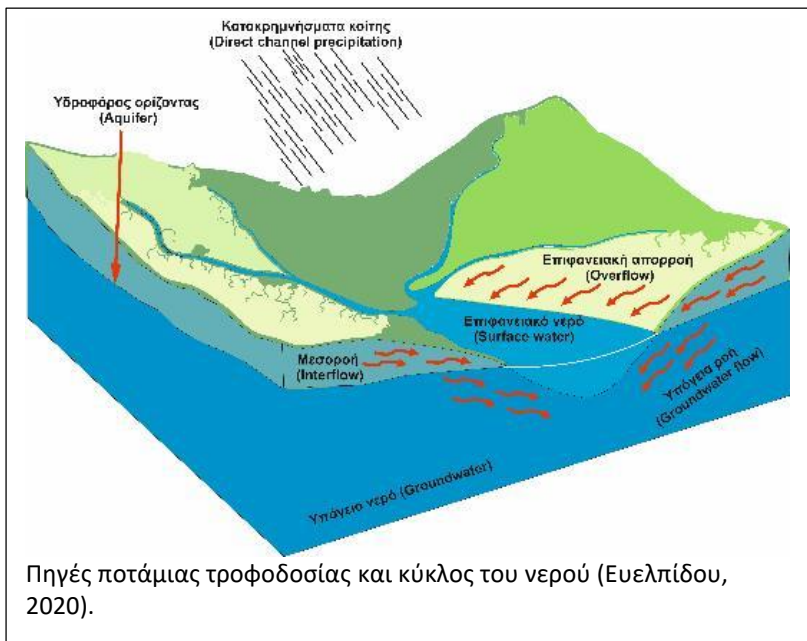 Κατακρημνήσματα κοίτης
(Direct channel precipitation)
Υδροφόρος ορίζοντας
(Aquifer)
Επιφανειακή απορροή
(Overflow)
Επιφανειακό νερό
(Surface water)
Μεσοροή
(Interflow)
Υπόγεια ροή
(Groundwater flow)
Υπόγειο νερό (Groundwater)
Πηγές ποτάμιας τροφοδοσίας και κύκλος του νερού (Ευελπίδου,
2020).